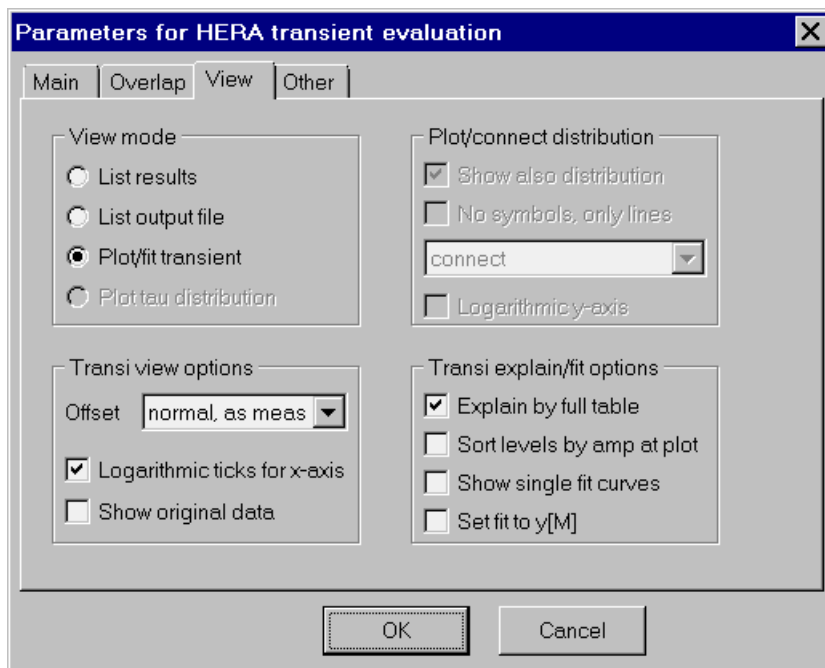 Parameters for HERA transient evaluation
Main Overlap View Other
View mode
List results
List output file
Plot/fit transient
Plot tau distribution
Plot/connect distribution
Show also distribution
No symbols, only lines
connect
Logarithmic y-axis
Transi view options
Offset normal, as meas
Logarithmic ticks for x-axis
Show original data
Transi explain/fit options
Explain by full table
Sort levels by amp at plot
Show single fit curves
Set fit to y[M]
OK Cancel